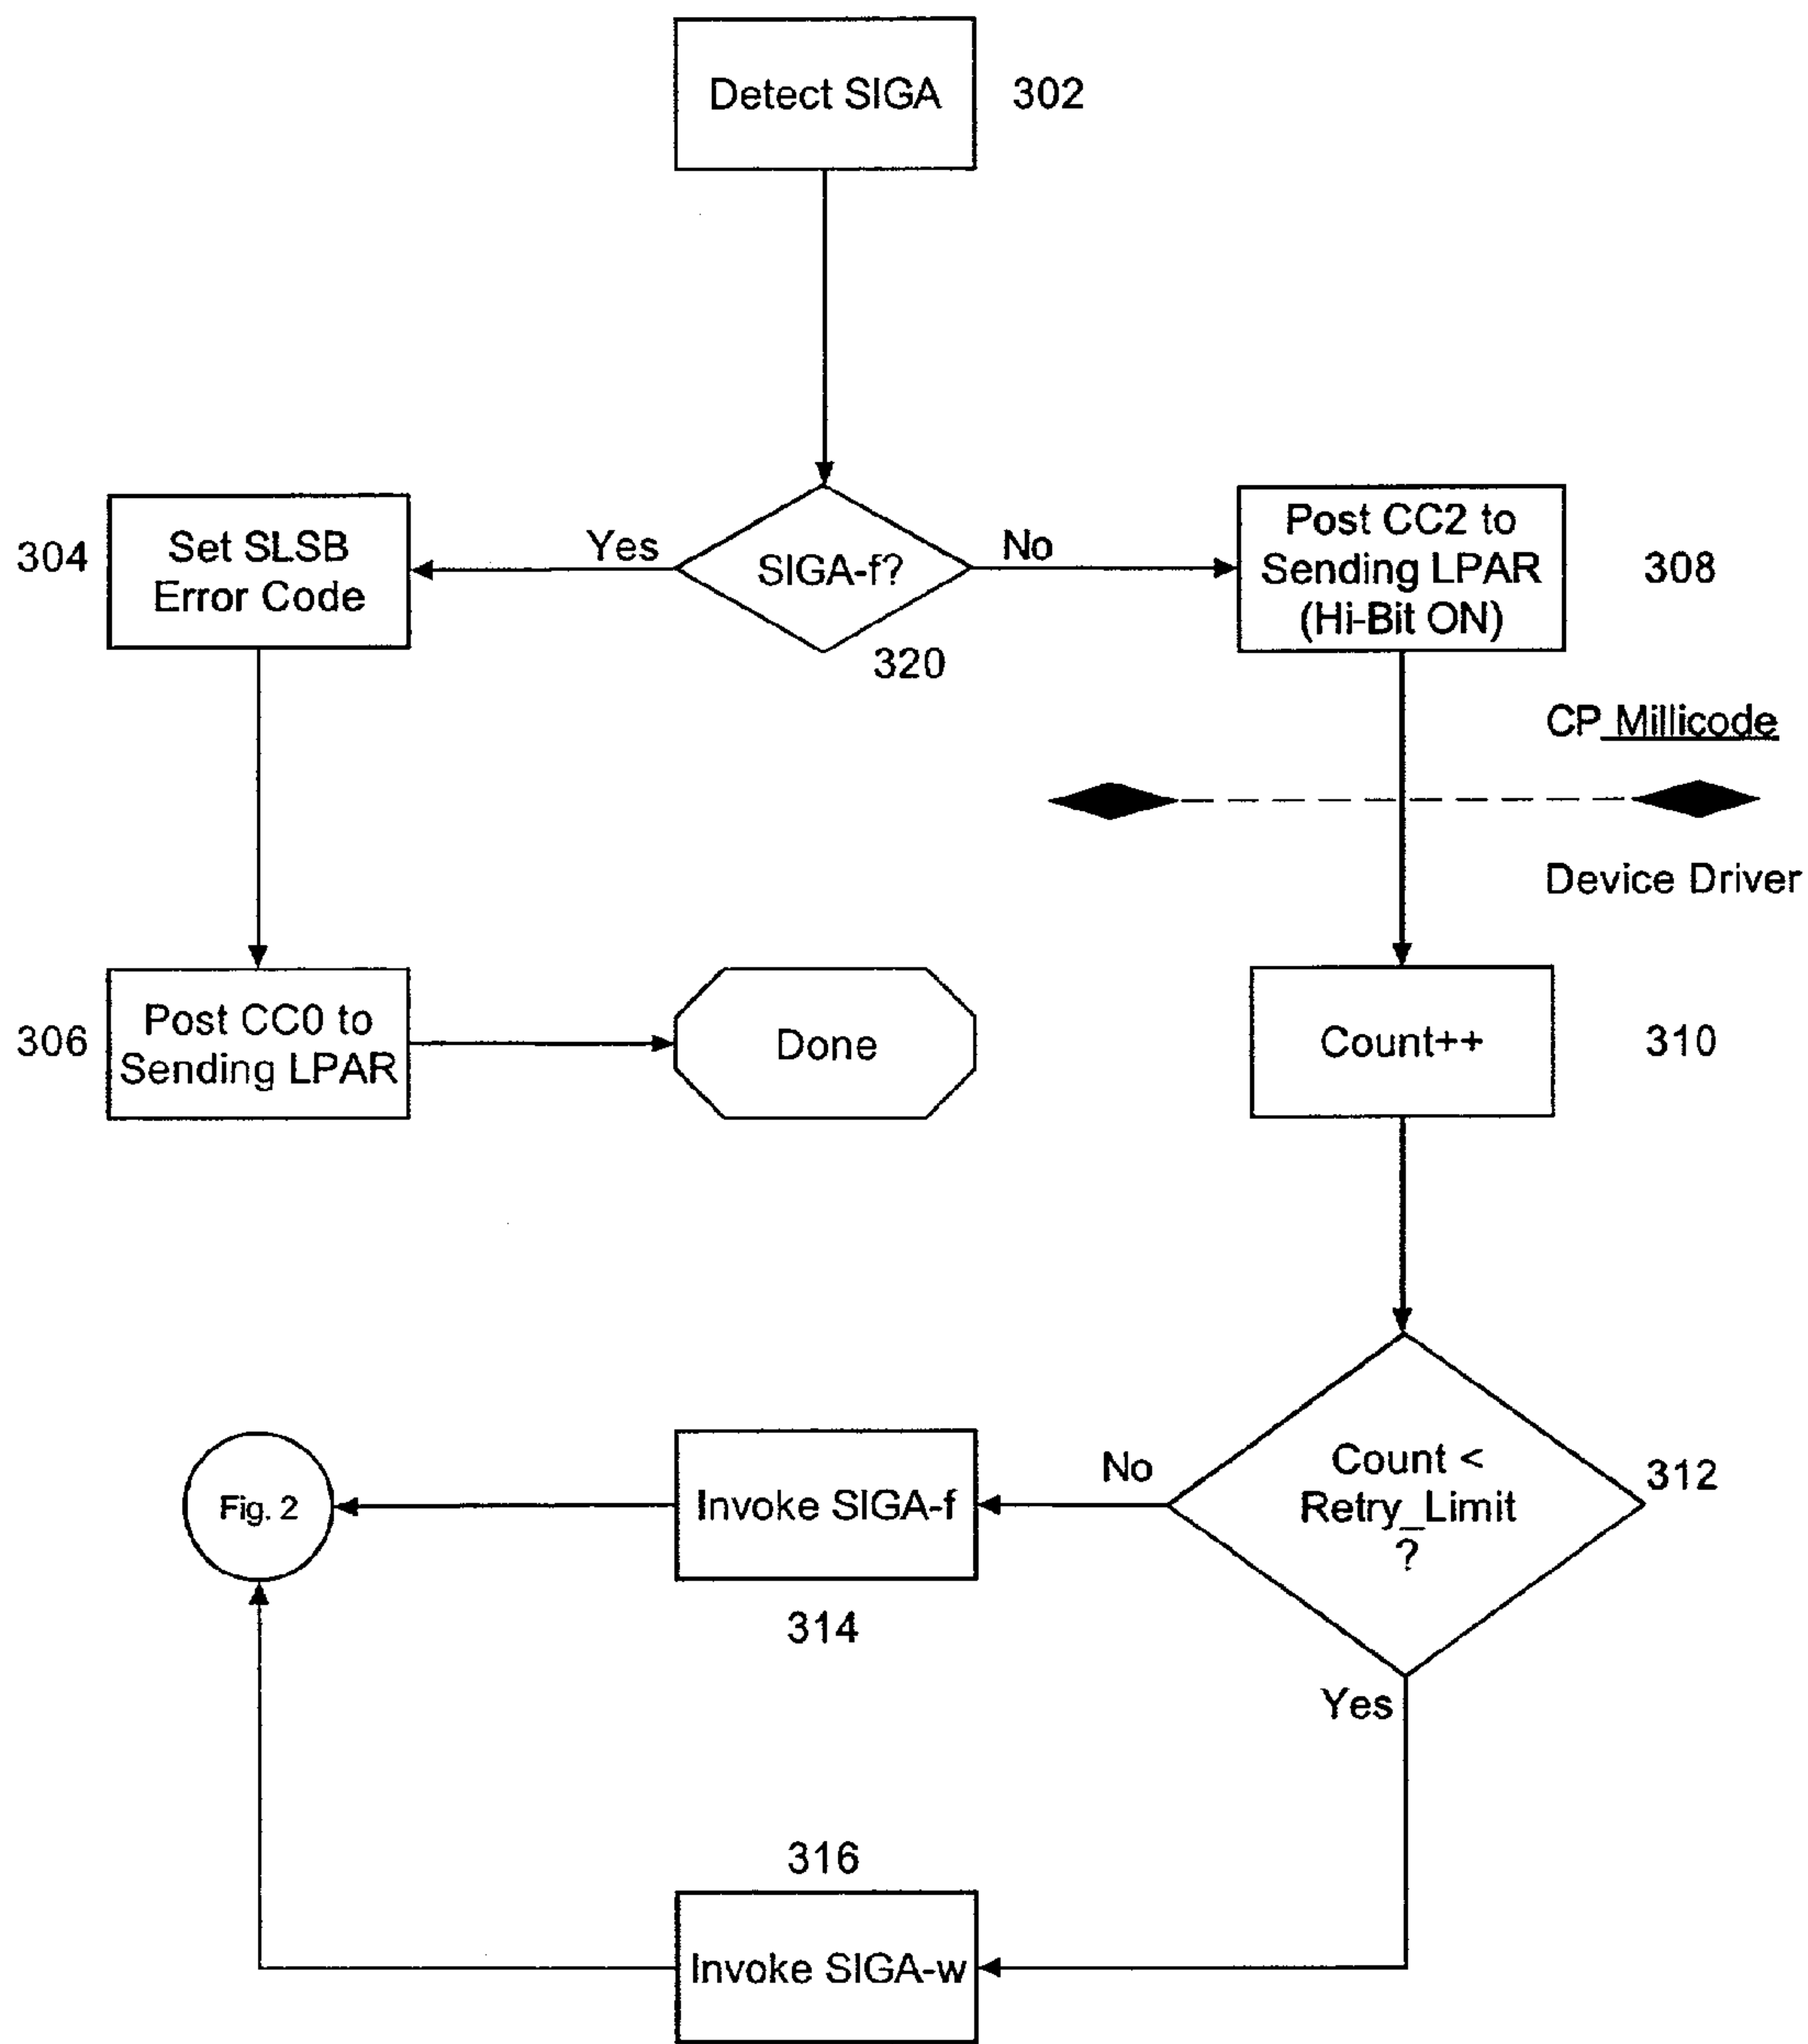 Detect SIGA
302
304
Set SLSB
Error Code
Yes
SIGA-f?
320
No
Post CC2 to
Sending LPAR
(Hi-Bit ON)
308
CP Millicode
Device Driver
306
Post CC0 to
Sending LPAR
Done
Count++
310
Fig. 2
Invoke SIGA-f
314
No
Count <
Retry_Limit
?
312
Yes
316
Invoke SIGA-w